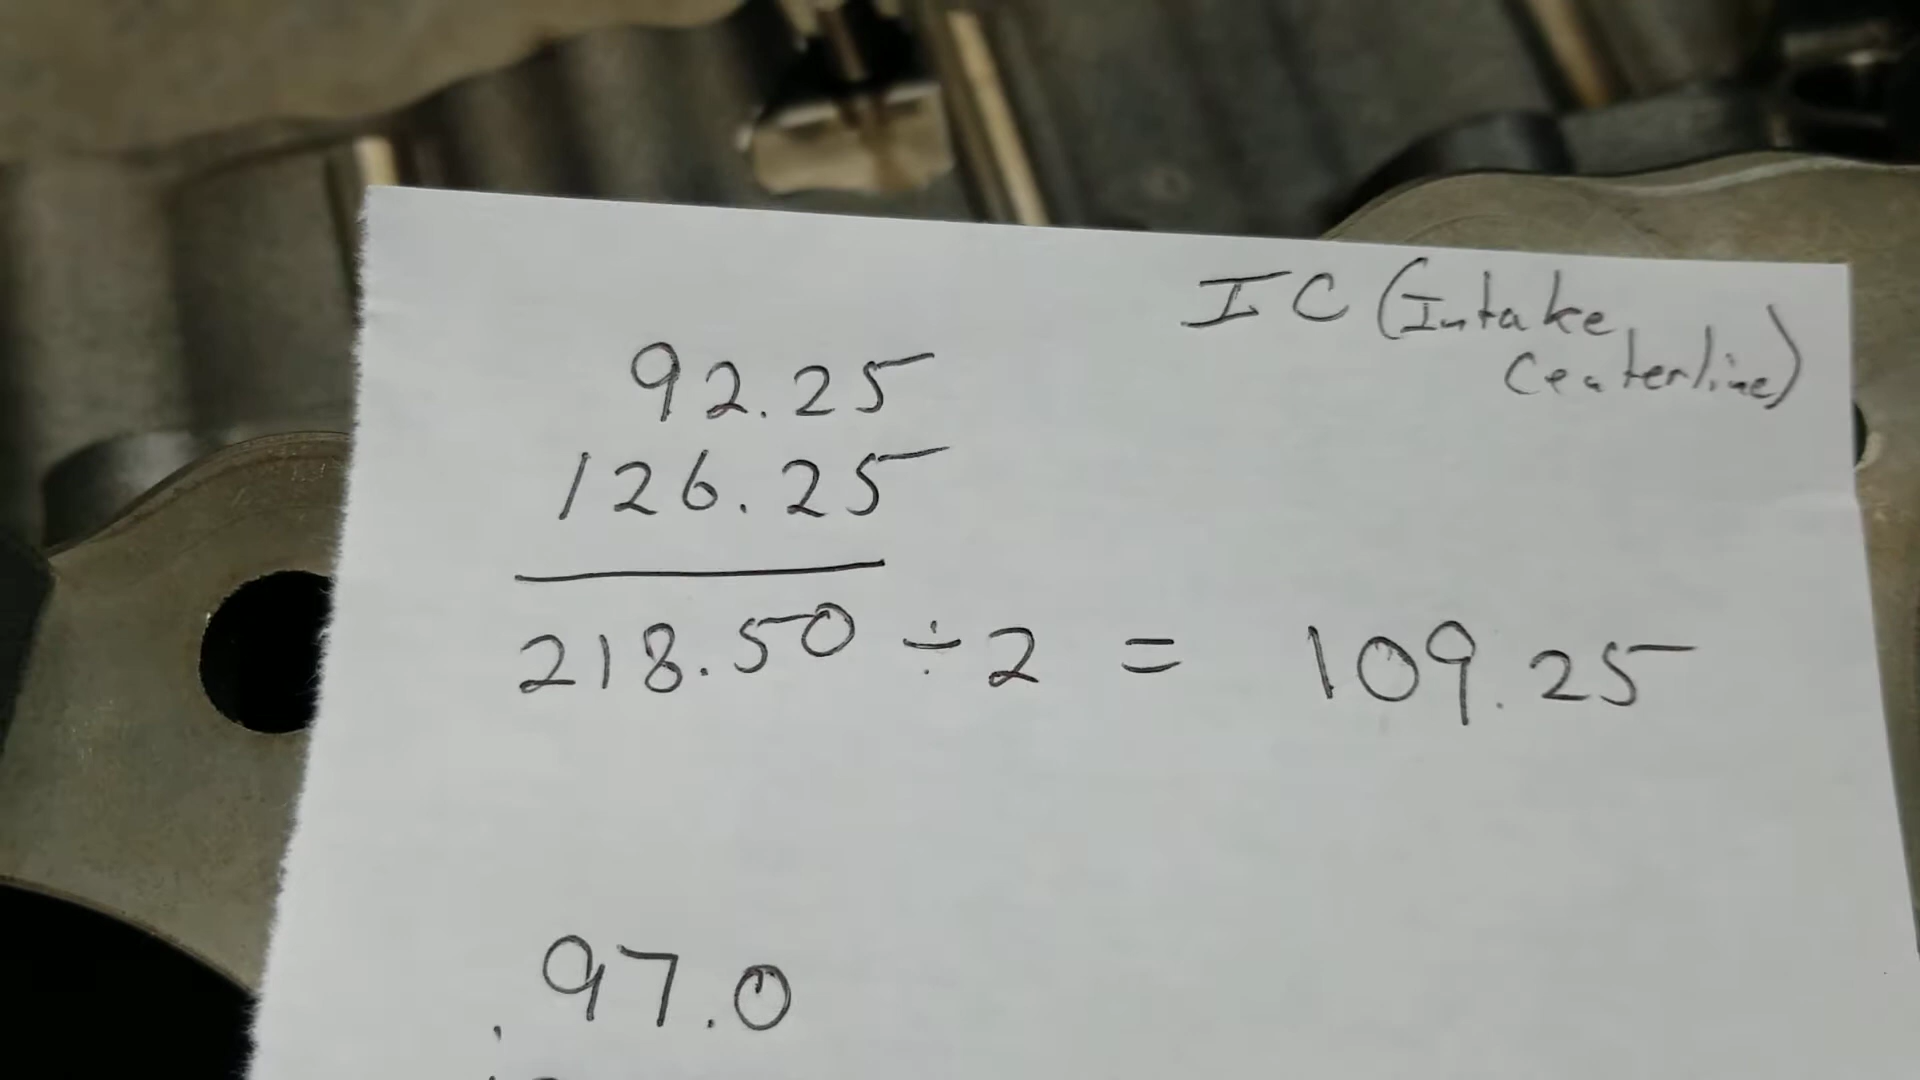 IC (Intake
Centerline)
92.25
126.25
218.50 ÷ 2 = 109.25
97.0